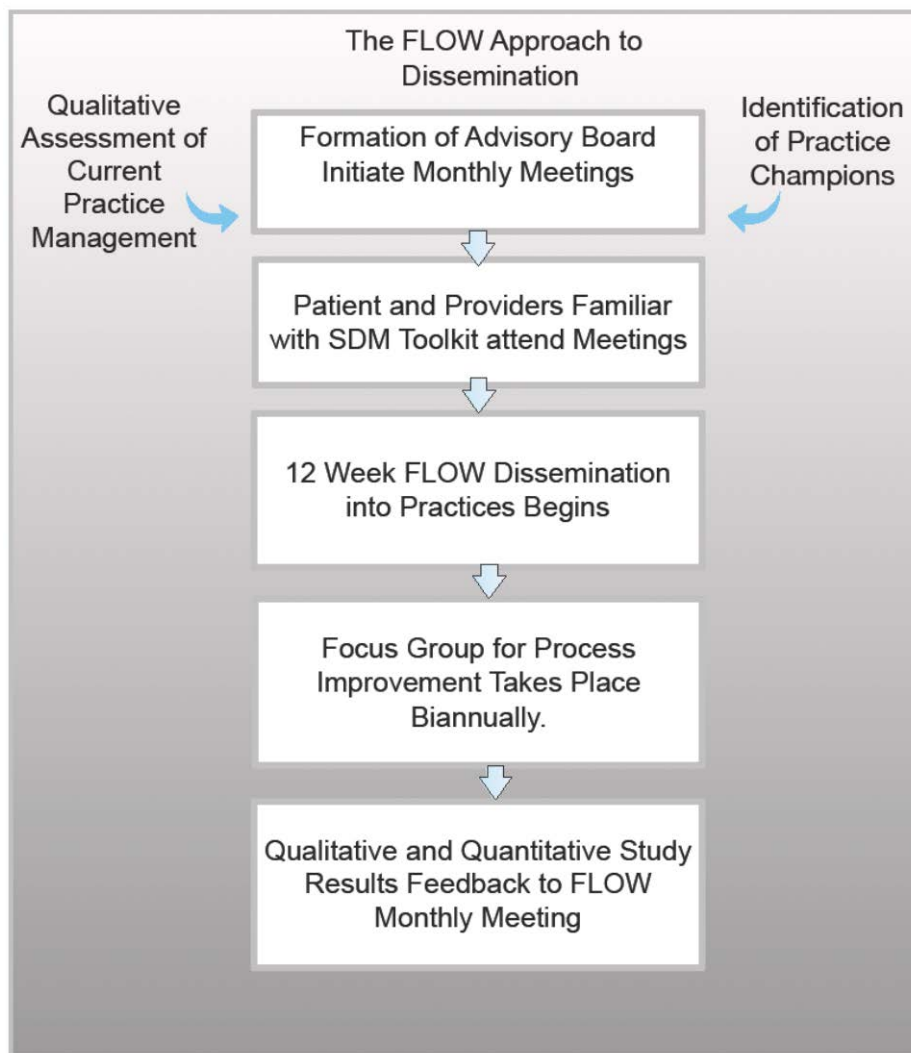 The FLOW Approach to
Dissemination
Qualitative
Assessment of
Current
Practice
Management
Identification
of Practice
Champions
Formation of Advisory Board
Initiate Monthly Meetings
Patient and Providers Familiar
with SDM Toolkit attend Meetings
12 Week FLOW Dissemination
into Practices Begins
Focus Group for Process
Improvement Takes Place
Biannually.
Qualitative and Quantitative Study
Results Feedback to FLOW
Monthly Meeting